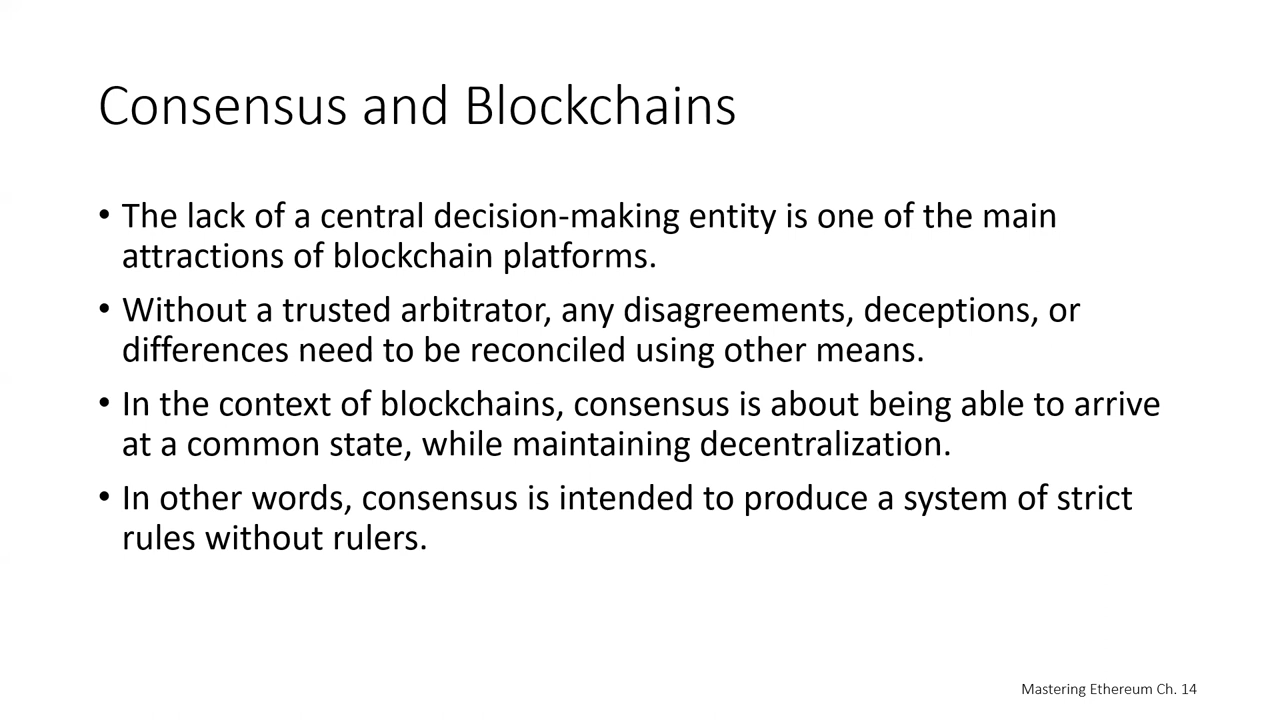 Consensus and Blockchains
• The lack of a central decision-making entity is one of the main
attractions of blockchain platforms.
• Without a trusted arbitrator, any disagreements, deceptions, or
differences need to be reconciled using other means.
• In the context of blockchains, consensus is about being able to arrive
at a common state, while maintaining decentralization.
• In other words, consensus is intended to produce a system of strict
rules without rulers.
Mastering Ethereum Ch. 14